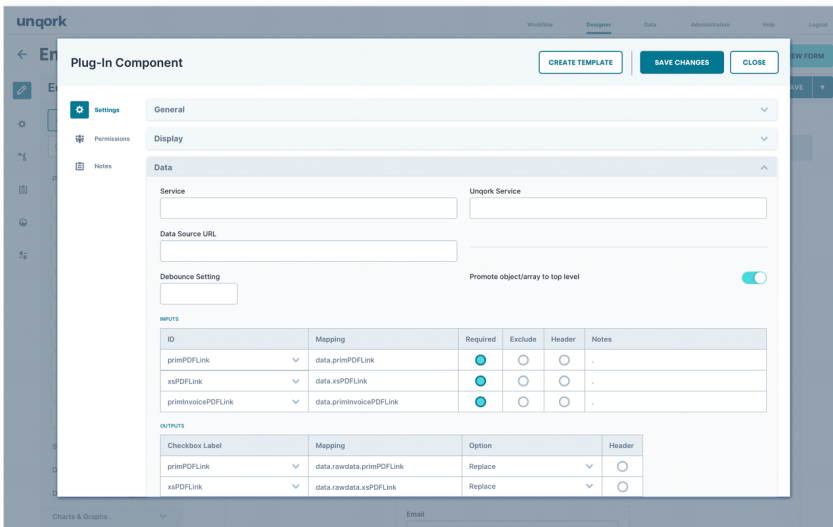 unqork
Workflow Designer Data Administration Help Logout
Plug-In Component
CREATE TEMPLATE SAVE CHANGES CLOSE
Settings
Permissions
Notes
General
Display
Data
Service Unqork Service
Data Source URL
Debounce Setting Promote object/array to top level
INPUTS
ID Mapping Required Exclude Header Notes
primPDFLink data.primPDFLink .
xsPDFLink data.xsPDFLink .
primInvoicePDFLink data.primInvoicePDFLink .
OUTPUTS
Checkbox Label Mapping Option Header
primPDFLink data.rawdata.primPDFLink Replace
xsPDFLink data.rawdata.xsPDFLink Replace
Charts & Graphs
Email